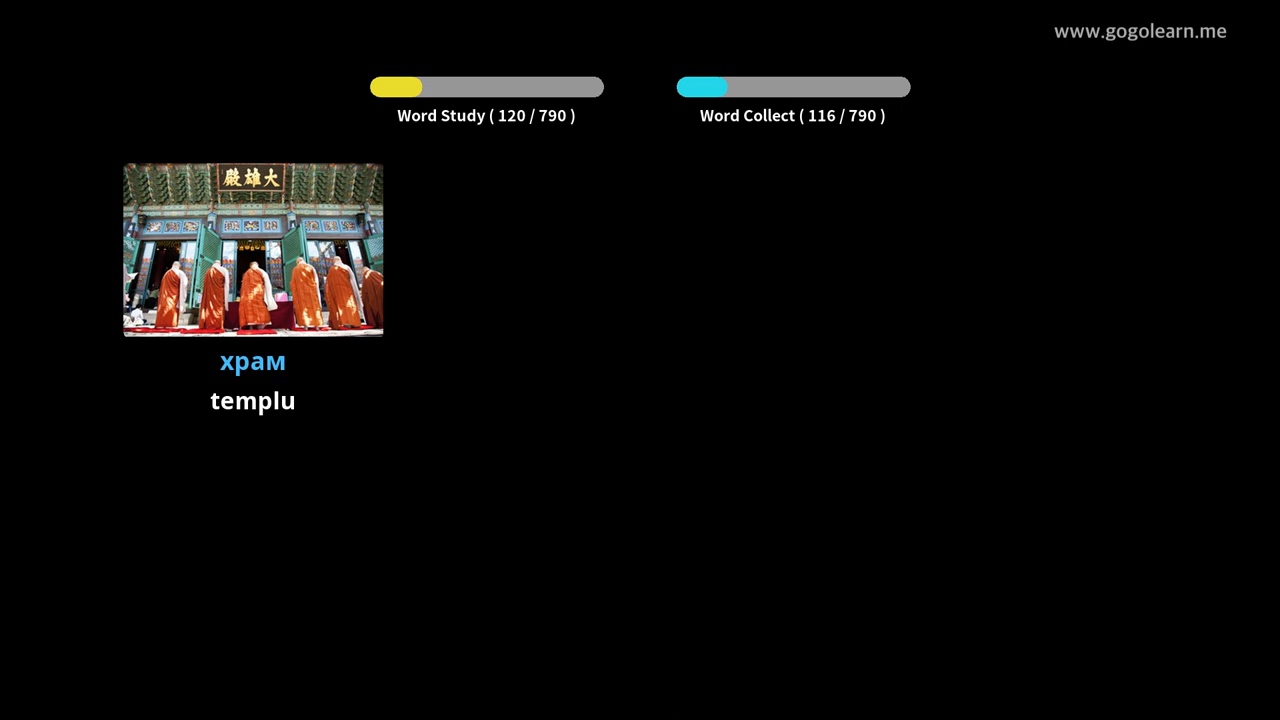 www.gogolearn.me
Word Study ( 120 / 790 )
Word Collect ( 116 / 790 )
殿雄大
храм
templu